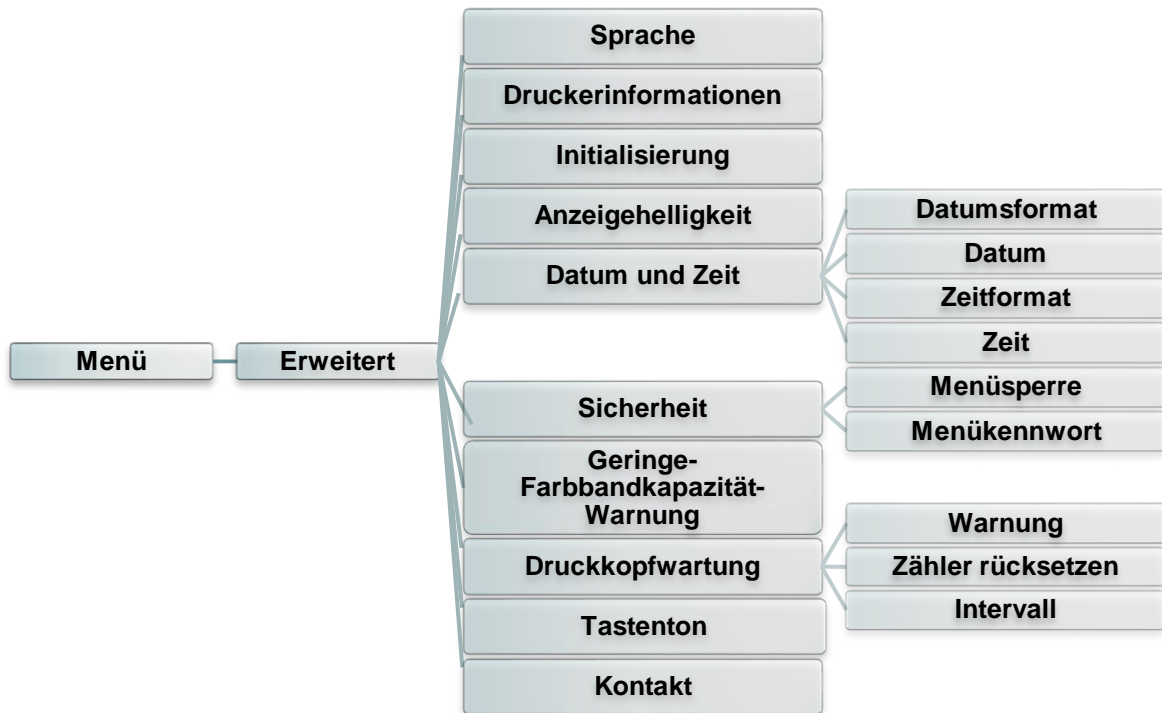 Menü
Erweitert
Sprache
Druckerinformationen
Initialisierung
Anzeigehelligkeit
Datum und Zeit
Datumsformat
Datum
Zeitformat
Zeit
Sicherheit
Menüsperre
Menükennwort
Geringe-
Farbbandkapazität-
Warnung
Druckkopfwartung
Warnung
Zähler rücksetzen
Intervall
Tastenton
Kontakt